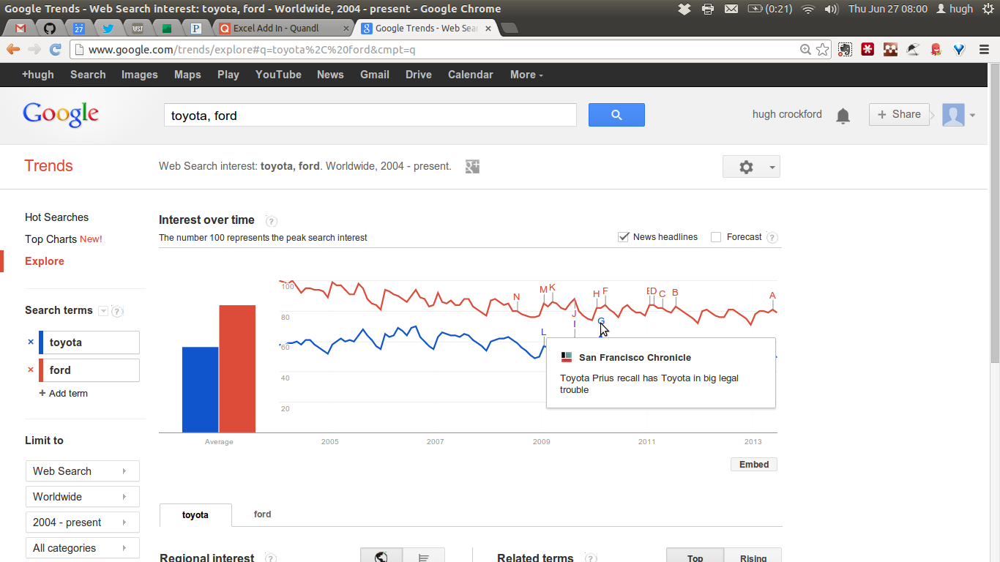 Google Trends - Web Search interest: toyota, ford - Worldwide, 2004 - present - Google Chrome
(0:21)
Thu Jun 27 08:00
hugh
27
WSJ
P
Excel Add In - Quandl
Google Trends - Web Sea
www.google.com/trends/explore#q=toyota%2C%20ford&cmpt=q
+hugh Search Images Maps Play YouTube News Gmail Drive Calendar More
Google
toyota, ford
hugh crockford
+ Share
Trends
Web Search interest: toyota, ford. Worldwide, 2004 - present.
Hot Searches
Top Charts New!
Explore
Search terms ?
× toyota
× ford
+ Add term
Limit to
Web Search
Worldwide
2004 - present
All categories
Interest over time ?
The number 100 represents the peak search interest
News headlines
Forecast ?
100
80
60
40
20
N
M
K
J
I
L
H
F
G
D
C
B
A
San Francisco Chronicle
Toyota Prius recall has Toyota in big legal
trouble
Average
2005
2007
2009
2011
2013
Embed
toyota
ford
Regional interest ?
Related terms ?
Top
Rising